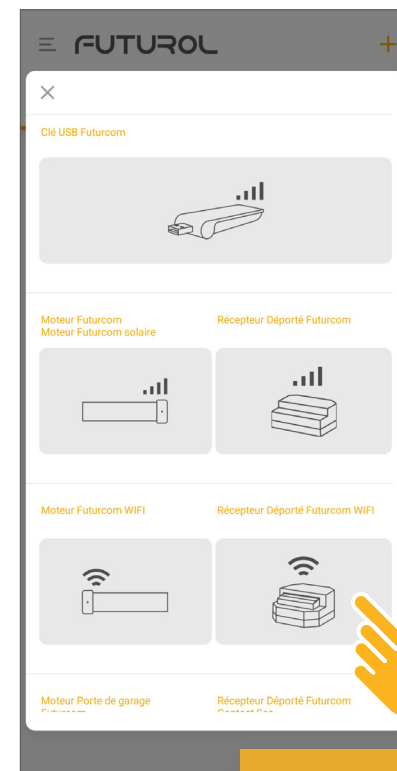 FUTUROL
Clé USB Futurcom
Moteur Futurcom
Moteur Futurcom solaire
Récepteur Déporté Futurcom
Moteur Futurcom WIFI
Récepteur Déporté Futurcom WIFI
Moteur Porte de garage
Récepteur Déporté Futurcom